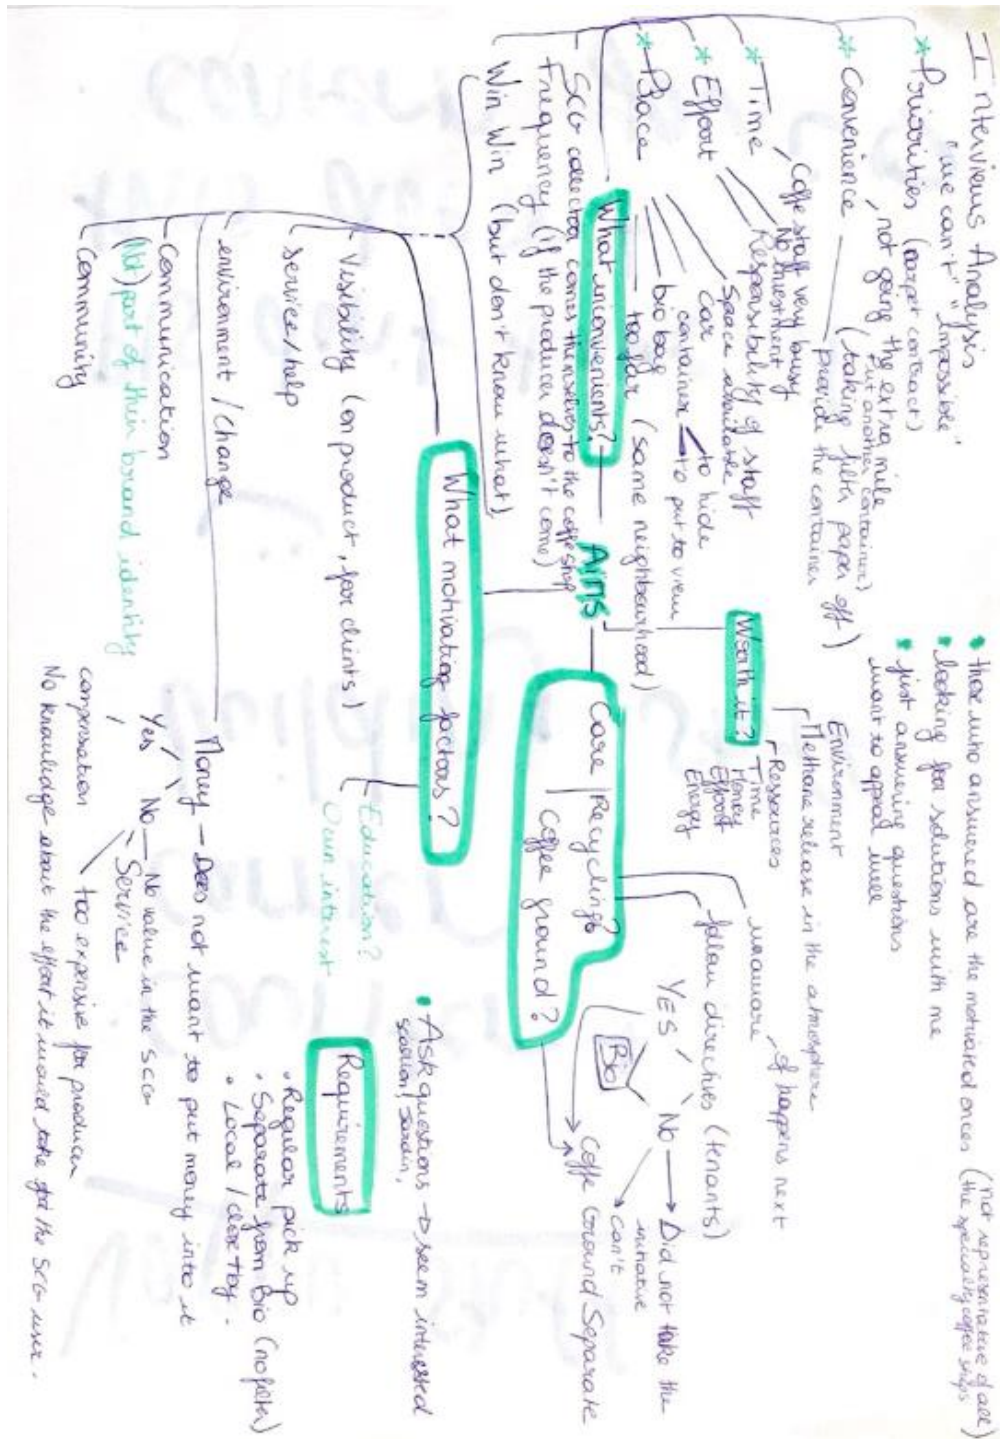 Interviews Analysis
* Priorities (carpit contract)
"we can't" "impossible"
, not going the extra mile
(put another container)
* Convenience — (taking filter paper off)
provide the container
* Time
, Coffee staff very busy
No investment
* Effort
Responsibility of staff
* Place
Space available
car
container
to hide
to put to view
bio bag
too far (same neighbourhood)
What inconvenients?
SCG collector comes themselves to the coffee shop
Frequency (if the producer doesn't come)
Win Win (but don't know what)
Aims
• those who answered are the motivated ones (not representative of all)
(the specialty coffee shops)
• looking for solutions with me
• just answering questions
want to appeal well
Worth it?
Environment
Methane release in the atmosphere
Ressources
Time
Money
Effort
Energy
Care / Recycling?
Coffee ground?
unaware, of happens next
follow directives (tenants)
YES
No
Did not take the
initiative
can't
Bio
Coffee Ground Separate
What motivating factors?
Visibility (on product, for clients)
service/help
environment / change
Communication
(Not) part of their brand identity
Community
Education?
Own interest
• Ask questions → seem interested
Requirements
• Regular pick up
• Separate from Bio (no filter)
• Local / close by.
Money — Does not want to put money into it
Yes
No — No value in the SCG
Service
compensation
too expensive for producer
No knowledge about the effort it would take for the SCG user.